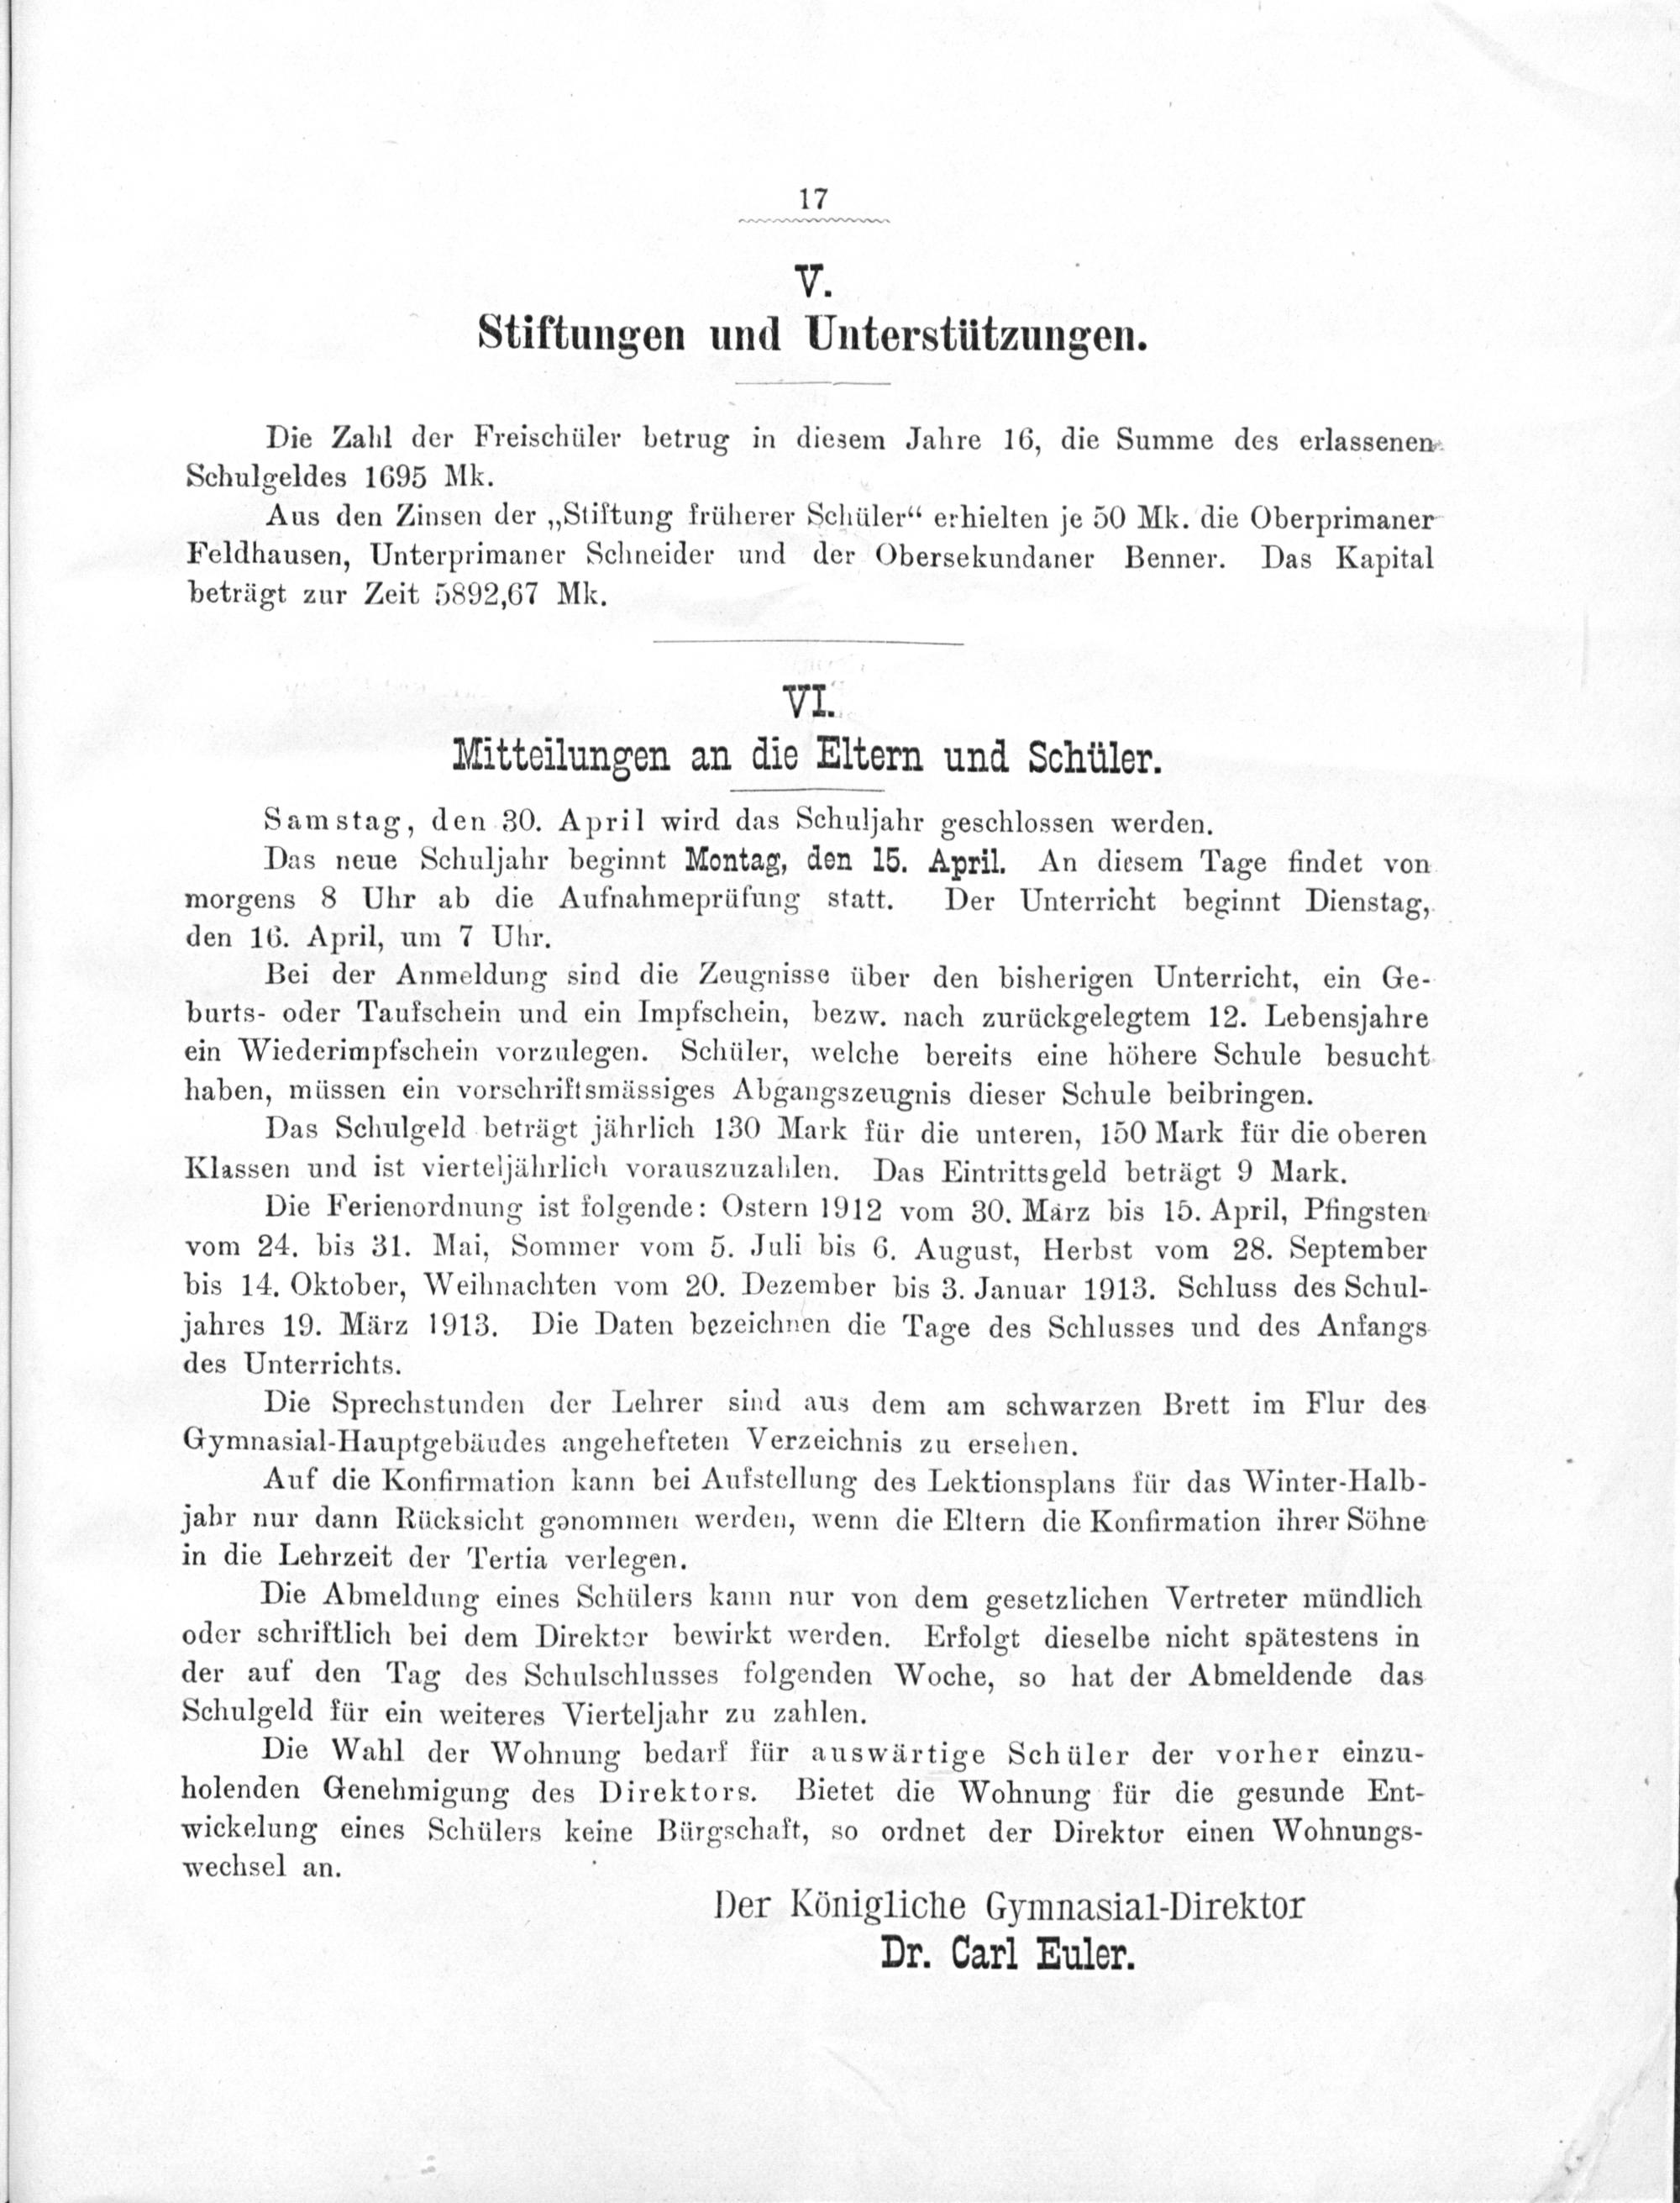 17
V.
Stiftungen und Unterstützungen.
Die Zahl der Freischüler betrug in diesem Jahre 16, die Summe des erlassenen
Schulgeldes 1695 Mk.
Aus den Zinsen der „Stiftung früherer Schüler“ erhielten je 50 Mk. die Oberprimaner
Feldhausen, Unterprimaner Schneider und der Obersekundaner Benner. Das Kapital
beträgt zur Zeit 5892,67 Mk.
VI.
Mitteilungen an die Eltern und Schüler.
Samstag, den 30. April wird das Schuljahr geschlossen werden.
Das neue Schuljahr beginnt Montag, den 15. April. An diesem Tage findet von
morgens 8 Uhr ab die Aufnahmeprüfung statt. Der Unterricht beginnt Dienstag,
den 16. April, um 7 Uhr.
Bei der Anmeldung sind die Zeugnisse über den bisherigen Unterricht, ein Ge-
burts- oder Taufschein und ein Impfschein, bezw. nach zurückgelegtem 12. Lebensjahre
ein Wiederimpfschein vorzulegen. Schüler, welche bereits eine höhere Schule besucht
haben, müssen ein vorschriftsmässiges Abgangszeugnis dieser Schule beibringen.
Das Schulgeld beträgt jährlich 130 Mark für die unteren, 150 Mark für die oberen
Klassen und ist vierteljährlich vorauszuzahlen. Das Eintrittsgeld beträgt 9 Mark.
Die Ferienordnung ist folgende: Ostern 1912 vom 30. März bis 15. April, Pfingsten
vom 24. bis 31. Mai, Sommer vom 5. Juli bis 6. August, Herbst vom 28. September
bis 14. Oktober, Weihnachten vom 20. Dezember bis 3. Januar 1913. Schluss des Schul-
jahres 19. März 1913. Die Daten bezeichnen die Tage des Schlusses und des Anfangs
des Unterrichts.
Die Sprechstunden der Lehrer sind aus dem am schwarzen Brett im Flur des
Gymnasial-Hauptgebäudes angehefteten Verzeichnis zu ersehen.
Auf die Konfirmation kann bei Aufstellung des Lektionsplans für das Winter-Halb-
jahr nur dann Rücksicht genommen werden, wenn die Eltern die Konfirmation ihrer Söhne
in die Lehrzeit der Tertia verlegen.
Die Abmeldung eines Schülers kann nur von dem gesetzlichen Vertreter mündlich
oder schriftlich bei dem Direktor bewirkt werden. Erfolgt dieselbe nicht spätestens in
der auf den Tag des Schulschlusses folgenden Woche, so hat der Abmeldende das
Schulgeld für ein weiteres Vierteljahr zu zahlen.
Die Wahl der Wohnung bedarf für auswärtige Schüler der vorher einzu-
holenden Genehmigung des Direktors. Bietet die Wohnung für die gesunde Ent-
wickelung eines Schülers keine Bürgschaft, so ordnet der Direktor einen Wohnungs-
wechsel an.
Der Königliche Gymnasial-Direktor
Dr. Carl Euler.